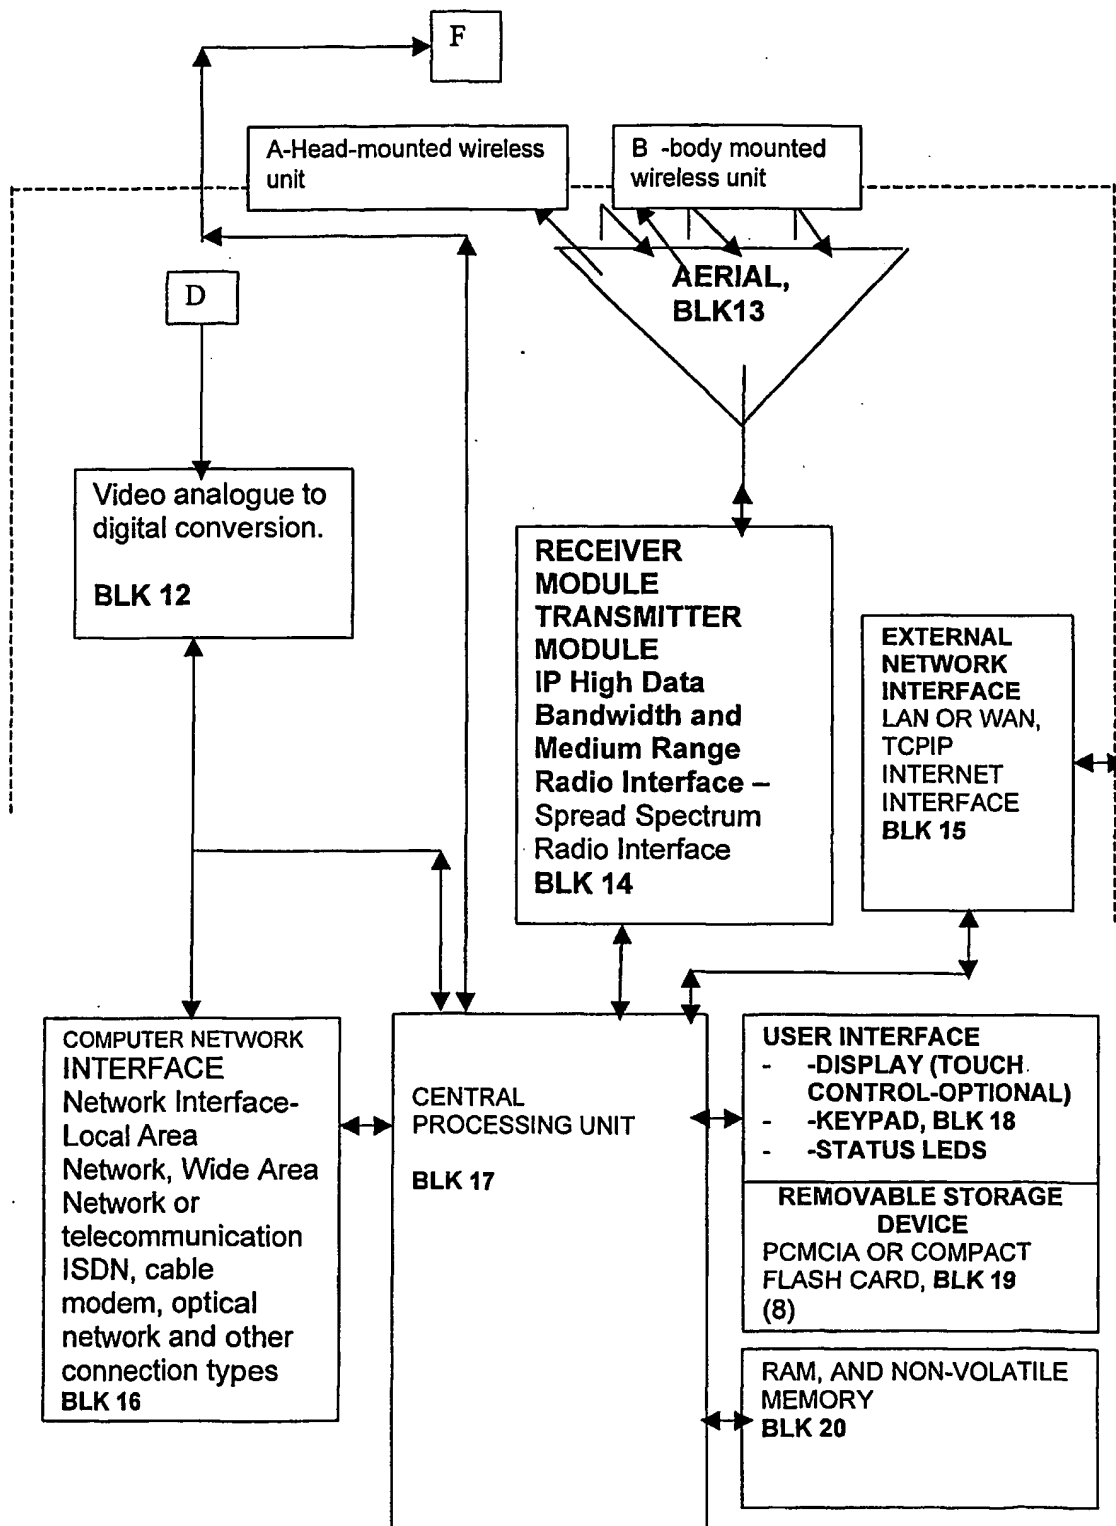 F
A-Head-mounted wireless
unit
B -body mounted
wireless unit
D
AERIAL,
BLK13
Video analogue to
digital conversion.
BLK 12
RECEIVER
MODULE
TRANSMITTER
MODULE
IP High Data
Bandwidth and
Medium Range
Radio Interface –
Spread Spectrum
Radio Interface
BLK 14
EXTERNAL
NETWORK
INTERFACE
LAN OR WAN,
TCPIP
INTERNET
INTERFACE
BLK 15
COMPUTER NETWORK
INTERFACE
Network Interface-
Local Area
Network, Wide Area
Network or
telecommunication
ISDN, cable
modem, optical
network and other
connection types
BLK 16
CENTRAL
PROCESSING UNIT
BLK 17
USER INTERFACE
- -DISPLAY (TOUCH
CONTROL-OPTIONAL)
- -KEYPAD, BLK 18
- -STATUS LEDS
REMOVABLE STORAGE
DEVICE
PCMCIA OR COMPACT
FLASH CARD, BLK 19
(8)
RAM, AND NON-VOLATILE
MEMORY
BLK 20